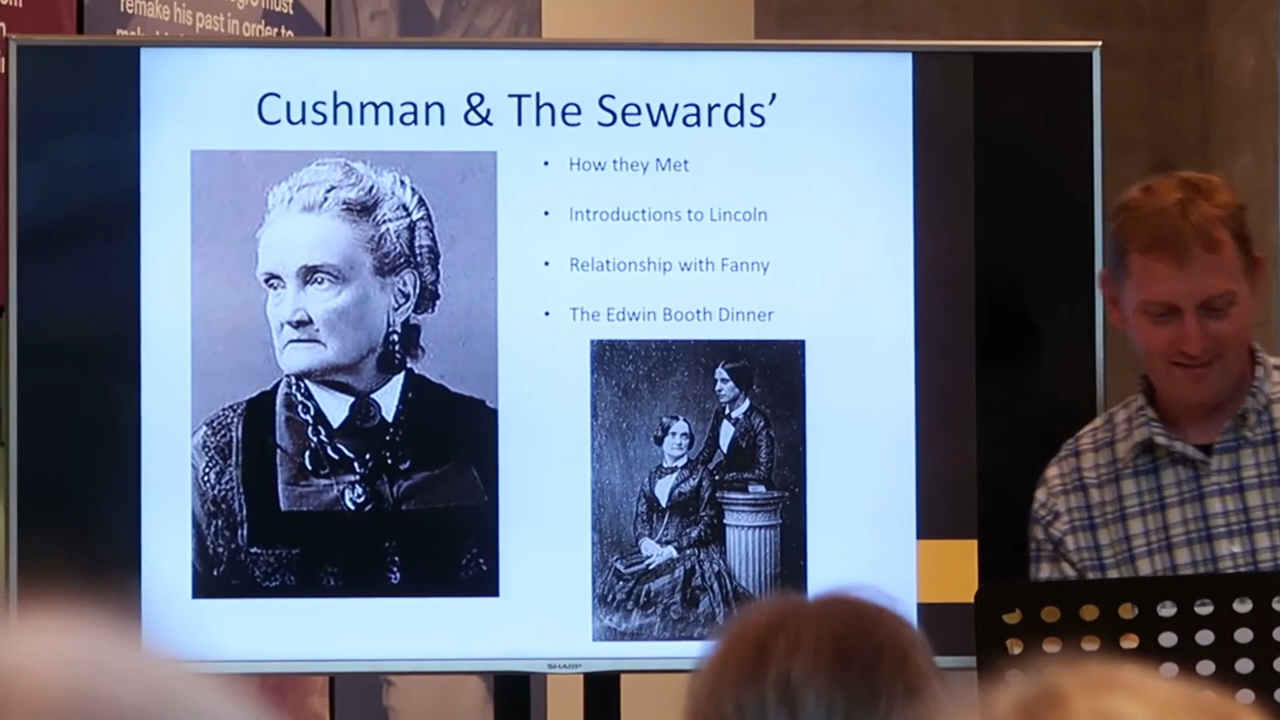 remake his past in order to
Cushman & The Sewards’
• How they Met
• Introductions to Lincoln
• Relationship with Fanny
• The Edwin Booth Dinner
SHARP